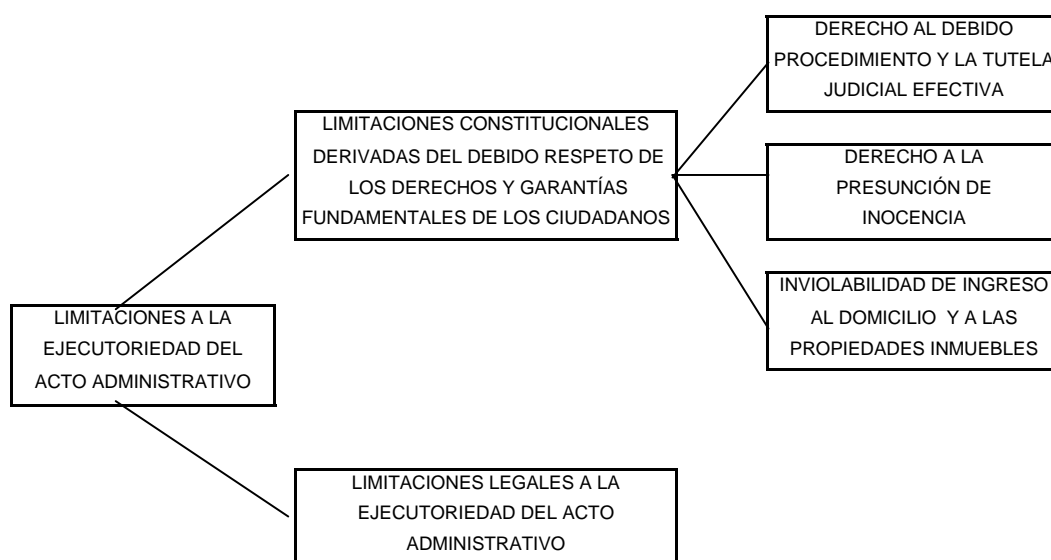 LIMITACIONES A LA
EJECUTORIEDAD DEL
ACTO ADMINISTRATIVO
LIMITACIONES CONSTITUCIONALES
DERIVADAS DEL DEBIDO RESPETO DE
LOS DERECHOS Y GARANTÍAS
FUNDAMENTALES DE LOS CIUDADANOS
DERECHO AL DEBIDO
PROCEDIMIENTO Y LA TUTELA
JUDICIAL EFECTIVA
DERECHO A LA
PRESUNCIÓN DE
INOCENCIA
INVIOLABILIDAD DE INGRESO
AL DOMICILIO Y A LAS
PROPIEDADES INMUEBLES
LIMITACIONES LEGALES A LA
EJECUTORIEDAD DEL ACTO
ADMINISTRATIVO